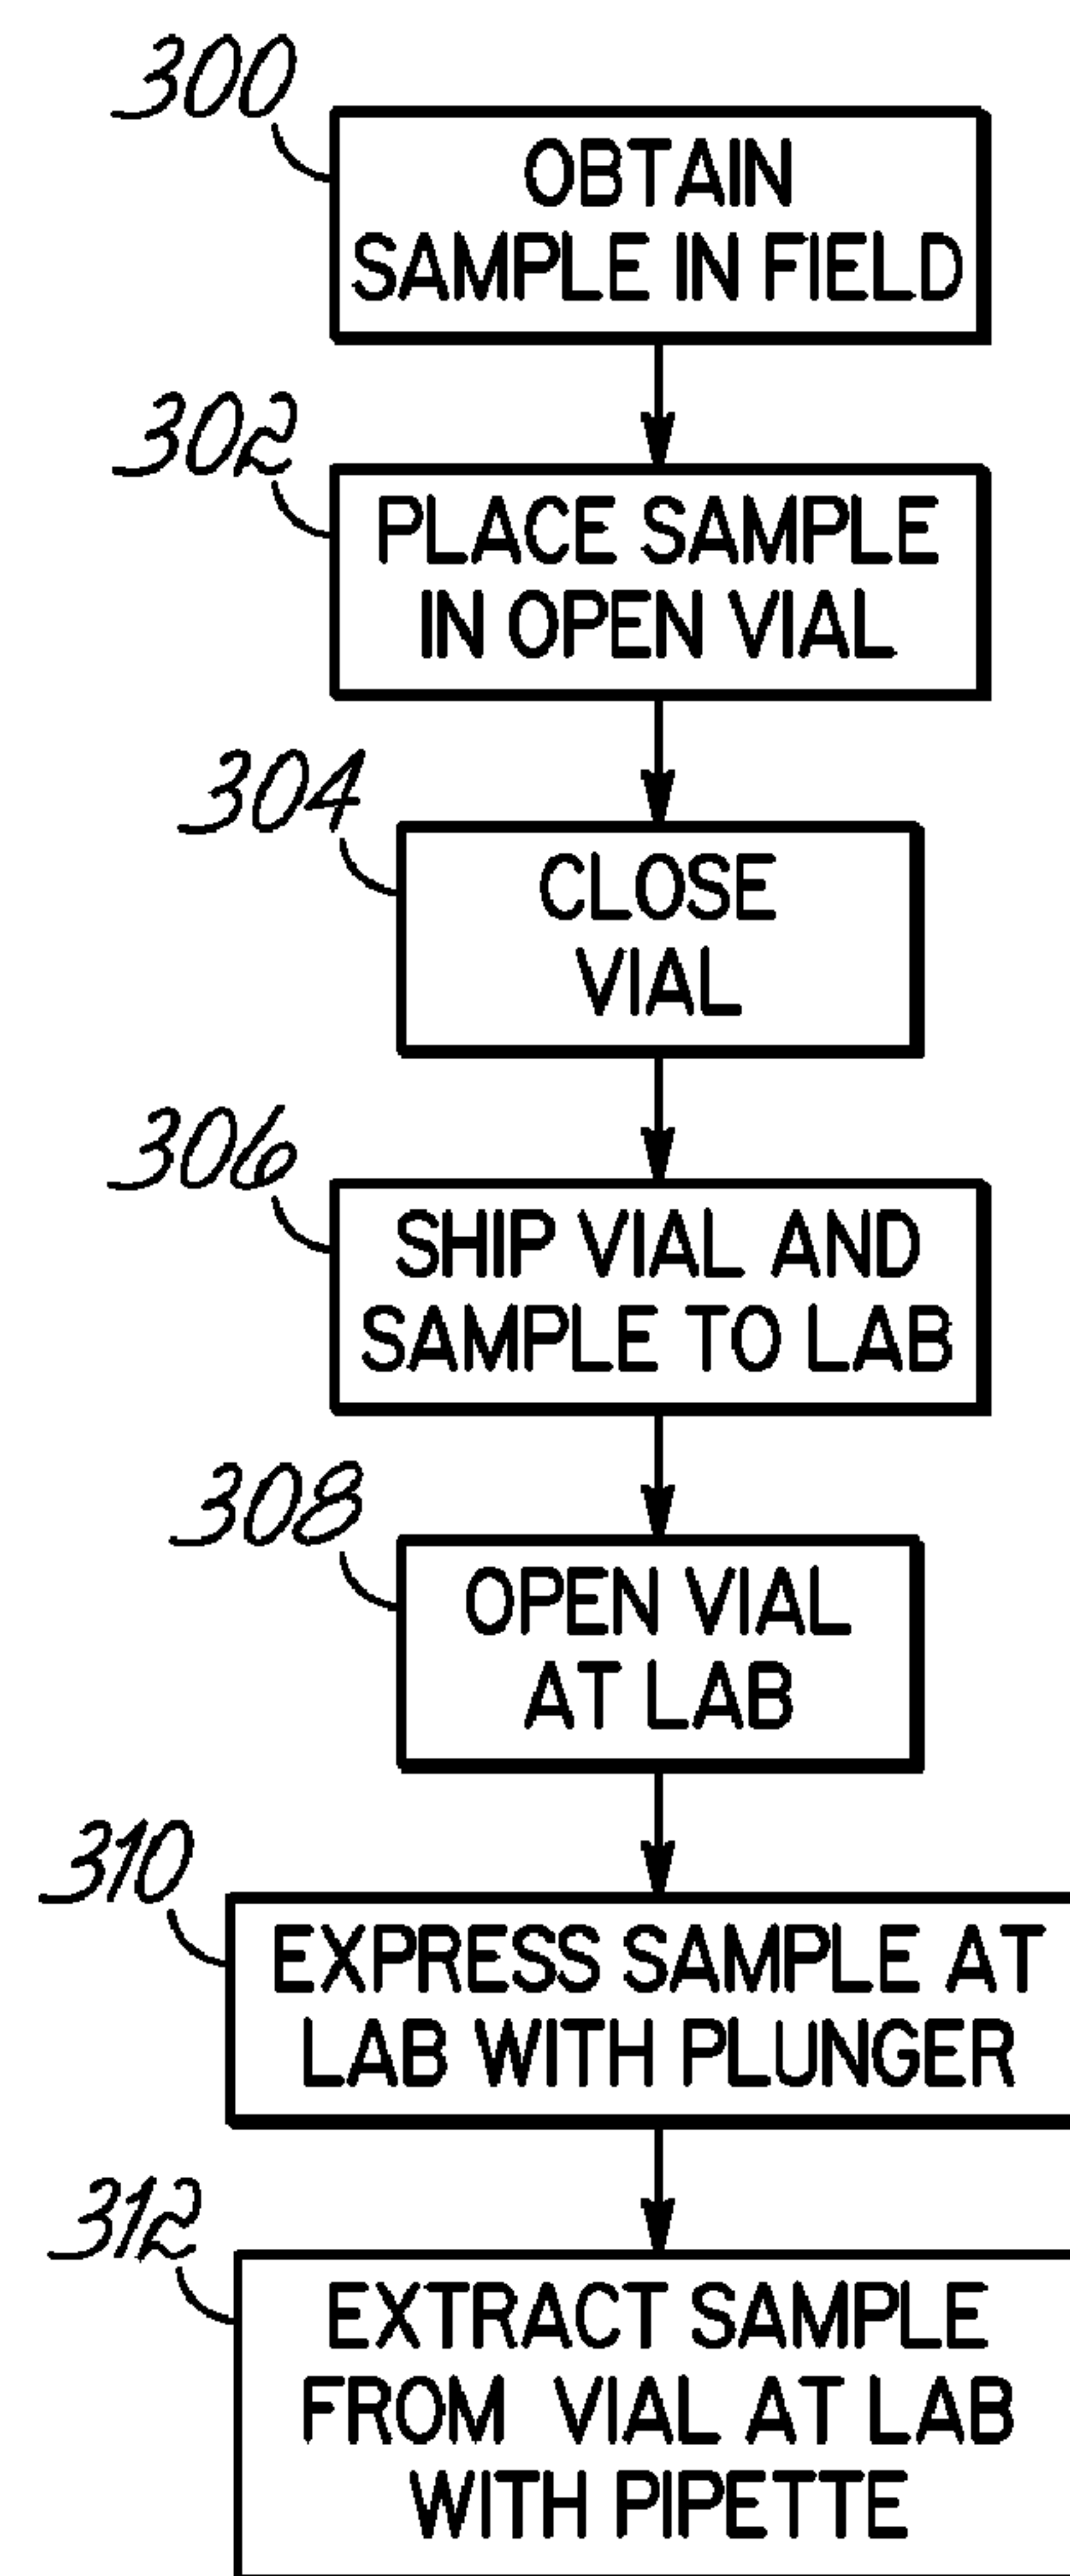 300
OBTAIN
SAMPLE IN FIELD
302
PLACE SAMPLE
IN OPEN VIAL
304
CLOSE
VIAL
306
SHIP VIAL AND
SAMPLE TO LAB
308
OPEN VIAL
AT LAB
310
EXPRESS SAMPLE AT
LAB WITH PLUNGER
312
EXTRACT SAMPLE
FROM VIAL AT LAB
WITH PIPETTE